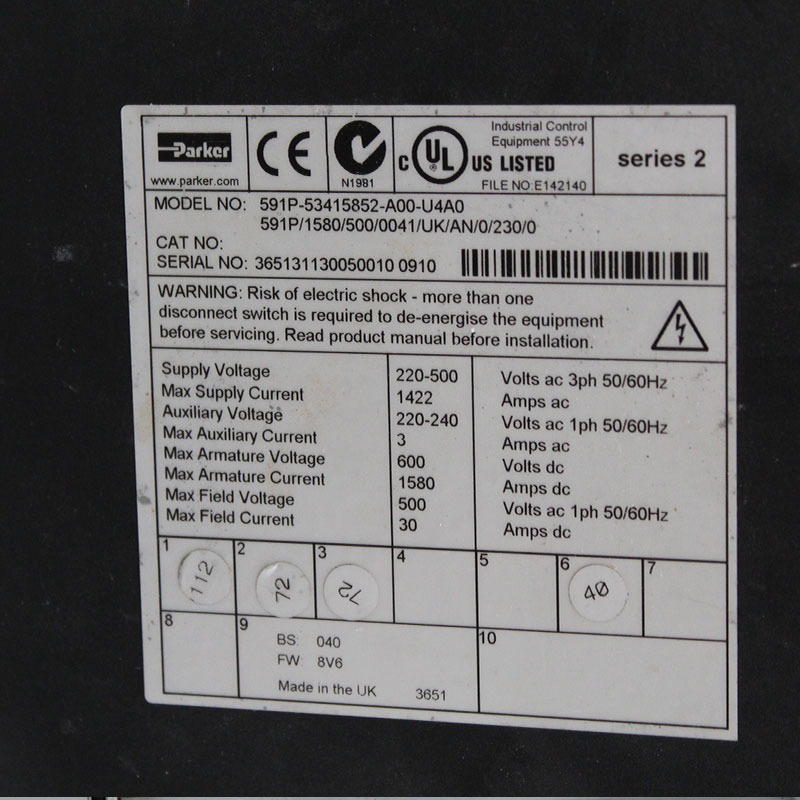 Parker
www.parker.com
CE
N1981
c UL US LISTED
Industrial Control
Equipment 55Y4
FILE NO:E142140
series 2
MODEL NO: 591P-53415852-A00-U4A0
591P/1580/500/0041/UK/AN/0/230/0
CAT NO:
SERIAL NO: 365131130050010 0910
WARNING: Risk of electric shock - more than one
disconnect switch is required to de-energise the equipment
before servicing. Read product manual before installation.
Supply Voltage 220-500 Volts ac 3ph 50/60Hz
Max Supply Current 1422 Amps ac
Auxiliary Voltage 220-240 Volts ac 1ph 50/60Hz
Max Auxiliary Current 3 Amps ac
Max Armature Voltage 600 Volts dc
Max Armature Current 1580 Amps dc
Max Field Voltage 500 Volts ac 1ph 50/60Hz
Max Field Current 30 Amps dc
1 2 3 4 5 6 7
112 72 72 40
8 9 10
BS: 040
FW 8V6
Made in the UK 3651